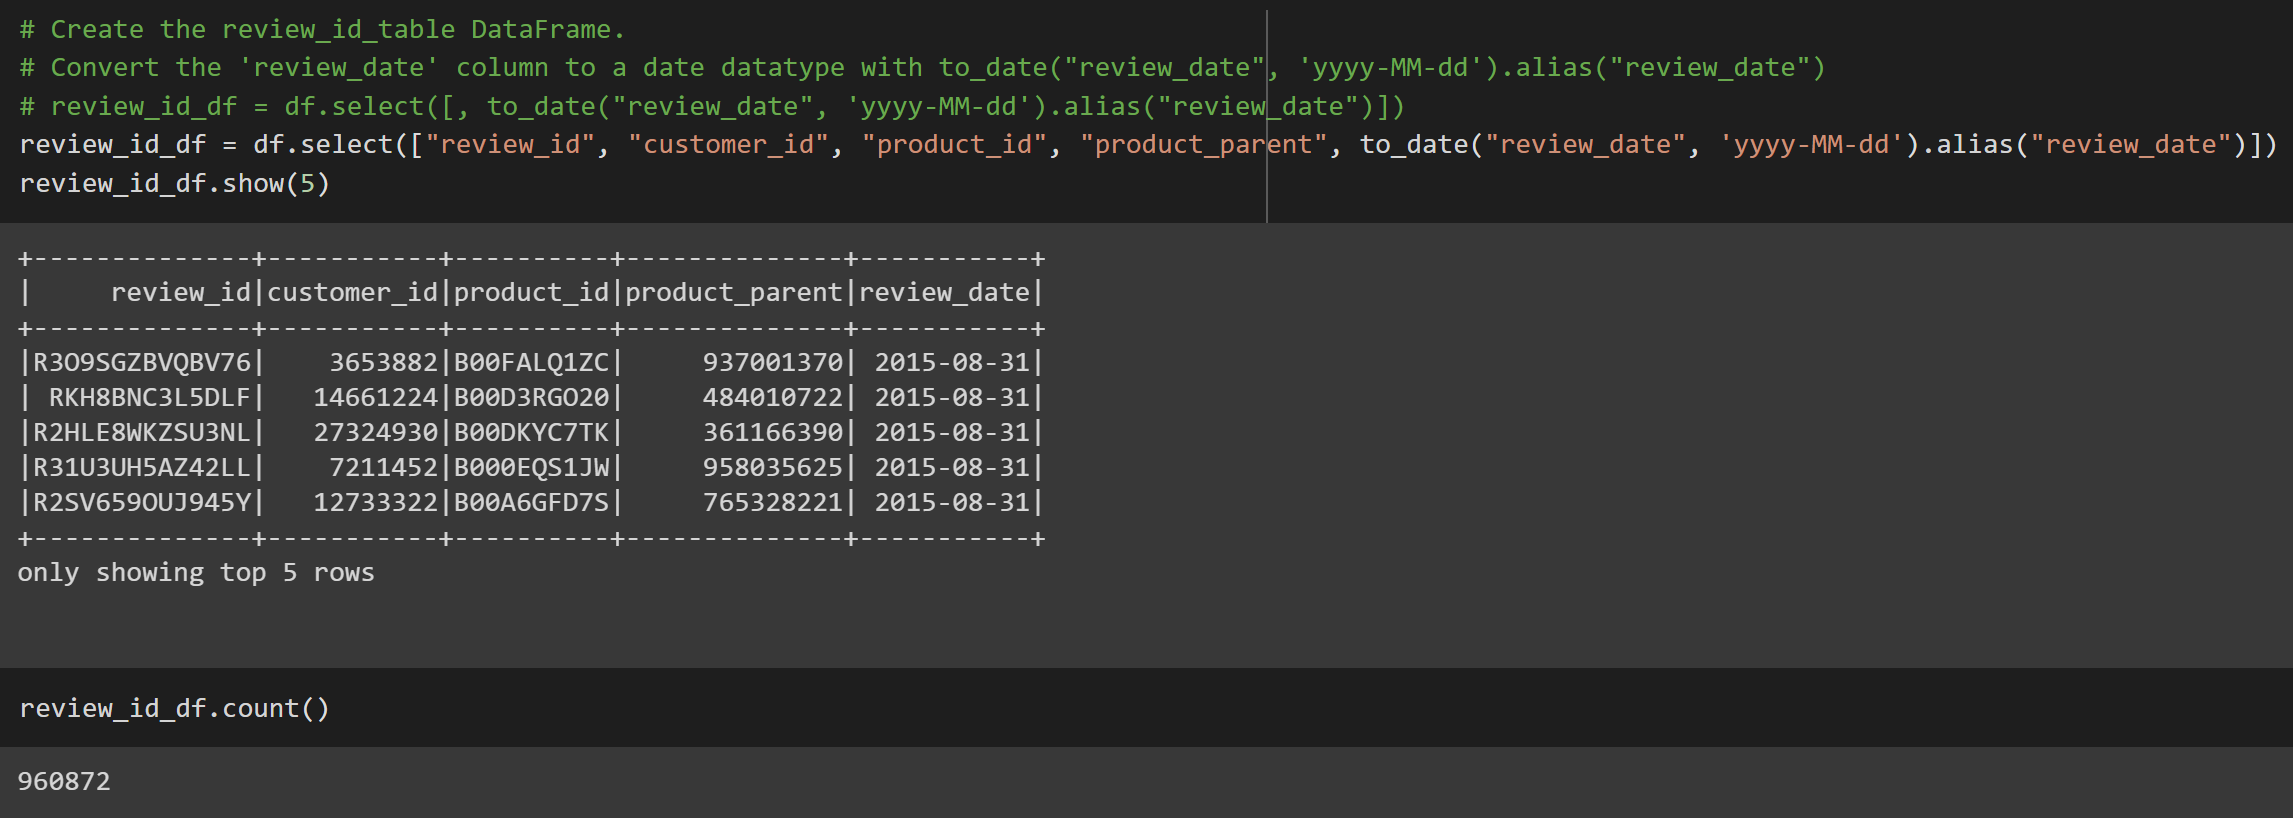 # Create the review_id_table DataFrame.
# Convert the 'review_date' column to a date datatype with to_date("review_date", 'yyyy-MM-dd').alias("review_date")
# review_id_df = df.select([, to_date("review_date", 'yyyy-MM-dd').alias("review_date")])
review_id_df = df.select(["review_id", "customer_id", "product_id", "product_parent", to_date("review_date", 'yyyy-MM-dd').alias("review_date")])
review_id_df.show(5)
+--------------+-----------+----------+--------------+-----------+
|     review_id|customer_id|product_id|product_parent|review_date|
+--------------+-----------+----------+--------------+-----------+
|R3O9SGZBVQBV76|    3653882|B00FALQ1ZC|     937001370| 2015-08-31|
| RKH8BNC3L5DLF|   14661224|B00D3RGO20|     484010722| 2015-08-31|
|R2HLE8WKZSU3NL|   27324930|B00DKYC7TK|     361166390| 2015-08-31|
|R31U3UH5AZ42LL|    7211452|B000EQS1JW|     958035625| 2015-08-31|
|R2SV659OUJ945Y|   12733322|B00A6GFD7S|     765328221| 2015-08-31|
+--------------+-----------+----------+--------------+-----------+
only showing top 5 rows
review_id_df.count()
960872